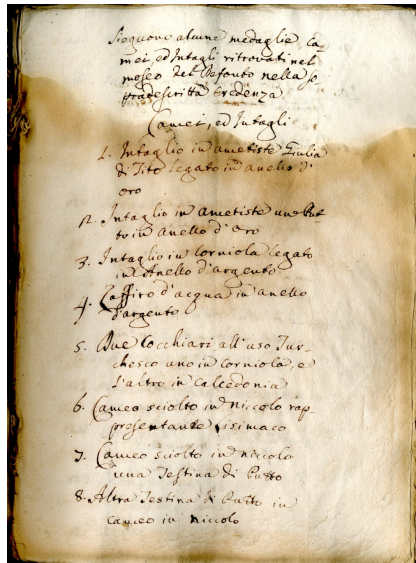 Sieguono alcune medaglie, Ca-
mei, ed Intagli ritrovati nel
moseo del Defonto nella so
pradescritta Credenza
Camei, ed Intagli
1. Intaglio in ametiste Giulia
di Tito legato in anello d'
oro
2. Intaglio in Ametiste un Put-
to in anello d'oro
3. Intaglio in Corniola legato
in Anello d'argento
4. Zaffiro d'acqua in anello
d'argento
5. Due Cocchiari all'uso Tur-
chesco uno in Corniola, e
l'altro in Calcedonia
6. Cameo sciolto in Niccolo rap-
presentante Lisimaco
7. Cameo sciolto in niccolo
una Testina di Putto
8. Altra Testina di Putto in
cameo in Niccolo